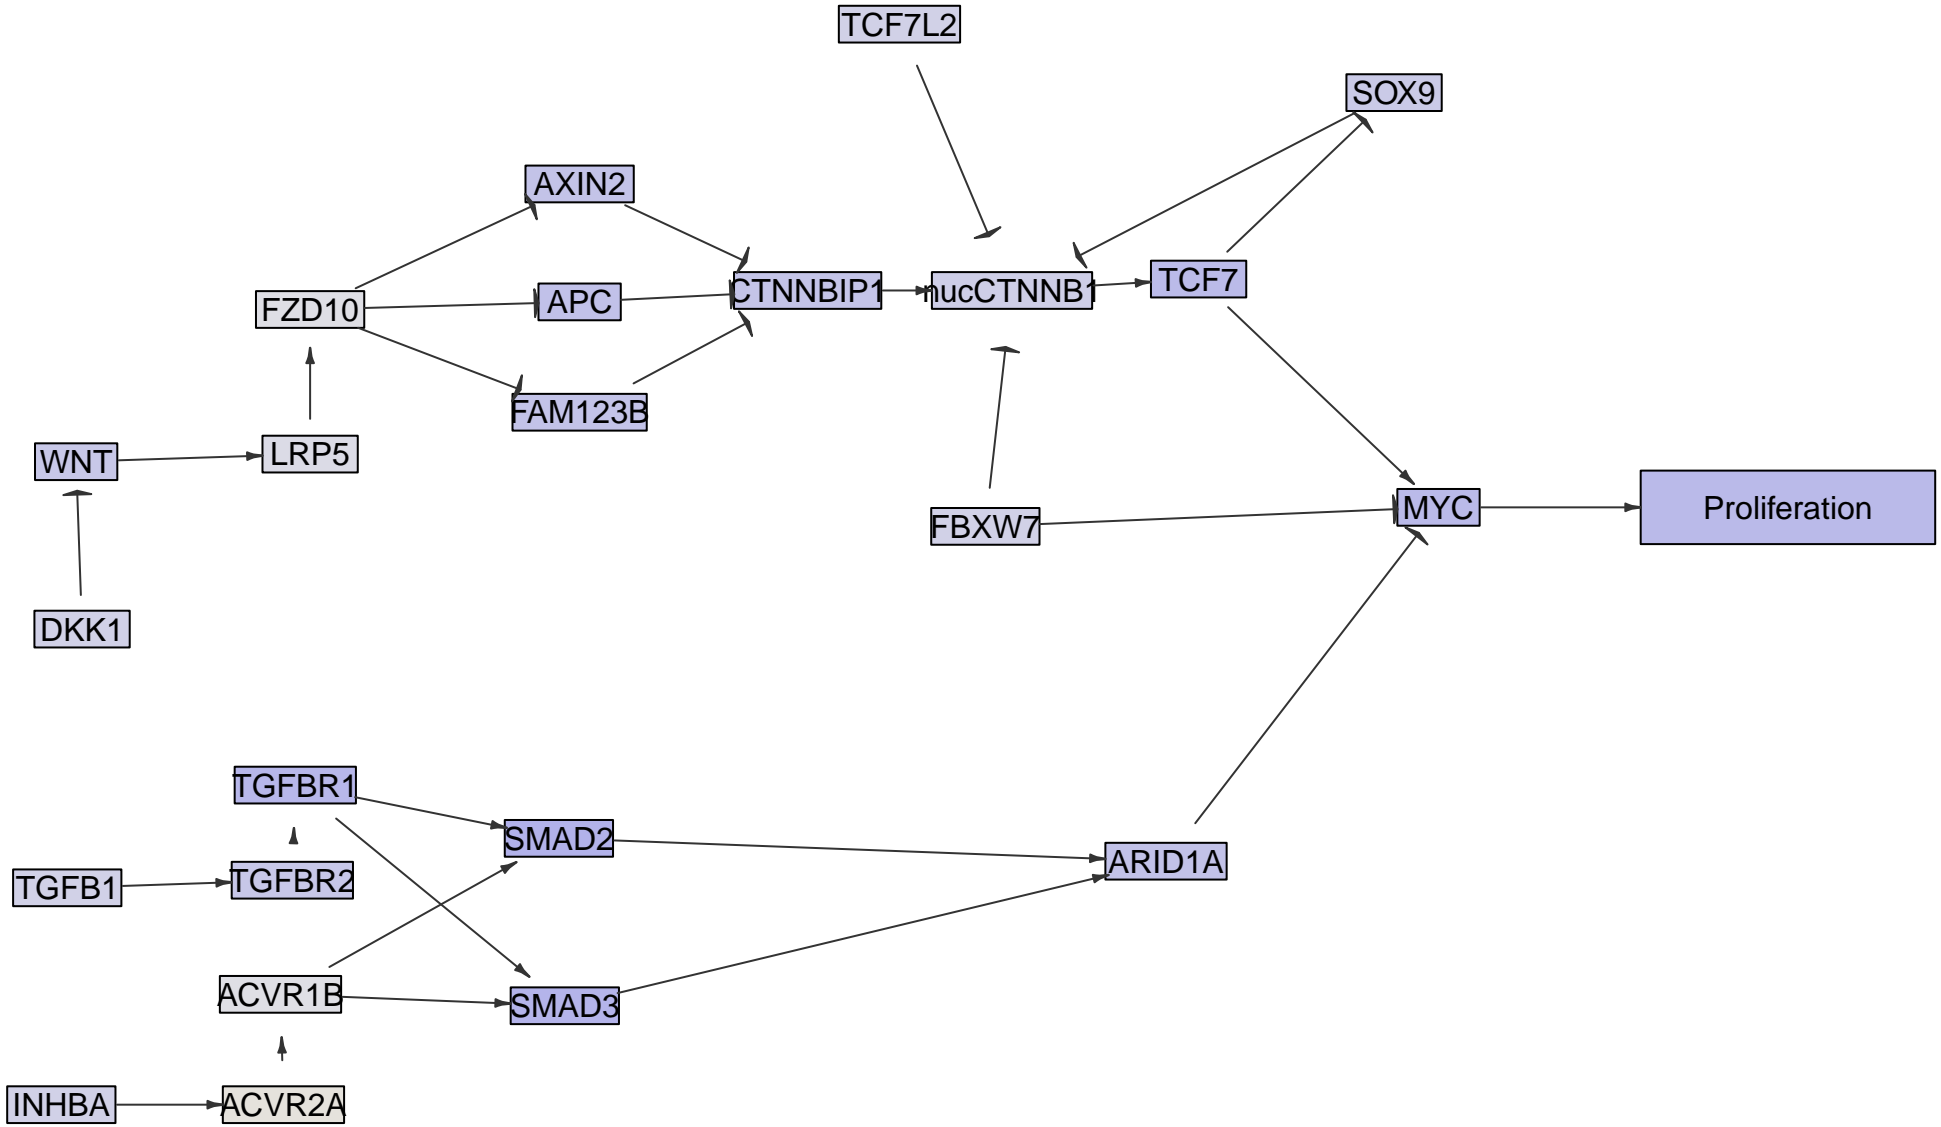 TCF7L2
SOX9
AXIN2
TCF7
CTNNBIP1
nucCTNNB1
APC
FZD10
FAM123B
LRP5
WNT
MYC
Proliferation
FBXW7
DKK1
TGFBR1
SMAD2
ARID1A
TGFBR2
TGFB1
ACVR1B
SMAD3
INHBA
ACVR2A